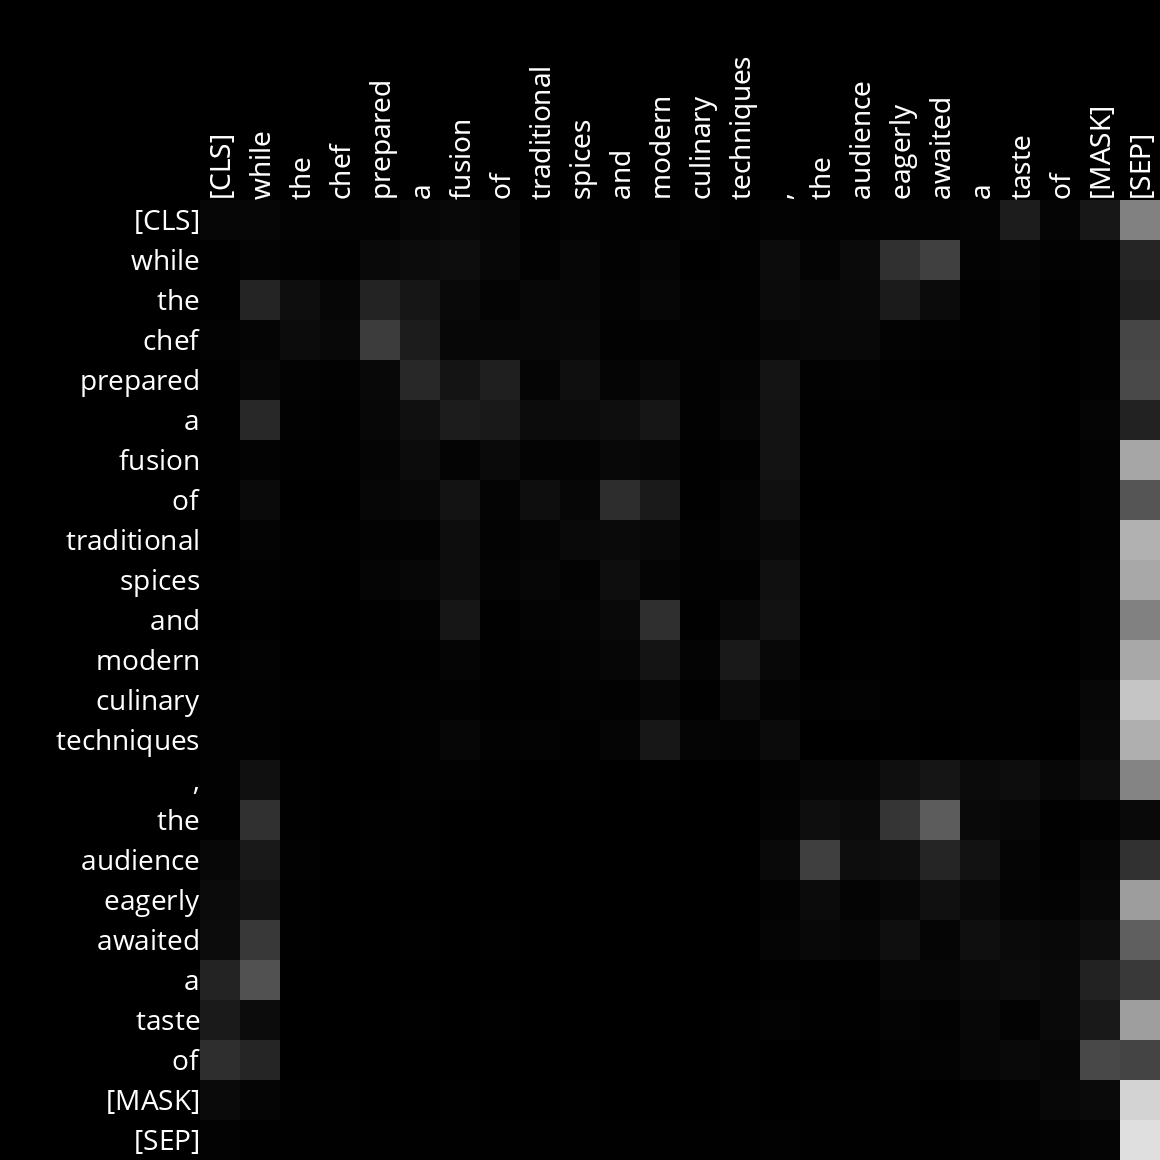 [CLS] while the chef prepared a fusion of traditional spices and modern culinary techniques , the audience eagerly awaited a taste of [MASK] [SEP]
[CLS]
while
the
chef
prepared
a
fusion
of
traditional
spices
and
modern
culinary
techniques
,
the
audience
eagerly
awaited
a
taste
of
[MASK]
[SEP]